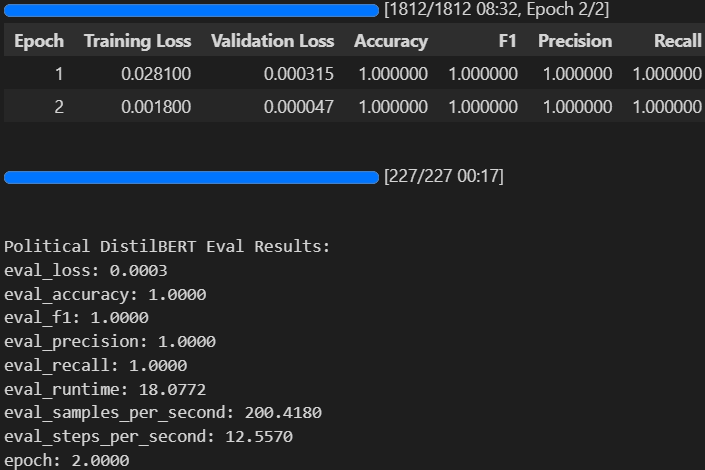 [1812/1812 08:32, Epoch 2/2]
Epoch Training Loss Validation Loss Accuracy F1 Precision Recall
1 0.028100 0.000315 1.000000 1.000000 1.000000 1.000000
2 0.001800 0.000047 1.000000 1.000000 1.000000 1.000000
[227/227 00:17]
Political DistilBERT Eval Results:
eval_loss: 0.0003
eval_accuracy: 1.0000
eval_f1: 1.0000
eval_precision: 1.0000
eval_recall: 1.0000
eval_runtime: 18.0772
eval_samples_per_second: 200.4180
eval_steps_per_second: 12.5570
epoch: 2.0000